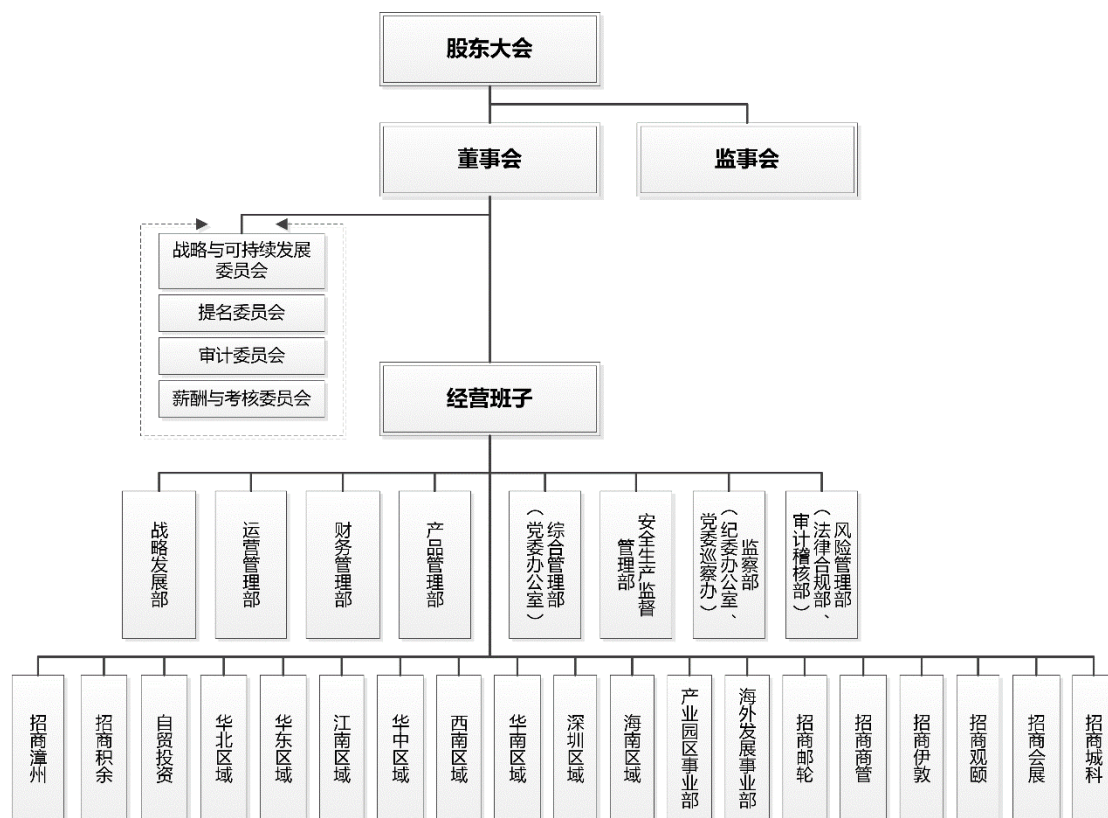 股东大会
董事会
监事会
战略与可持续发展
委员会
提名委员会
审计委员会
薪酬与考核委员会
经营班子
战略发展部
运营管理部
财务管理部
产品管理部
综合管理部
（党委办公室）
安全生产监督
管理部
监察部
（纪委办公室、
党委巡察办）
风险管理部
（法律合规部、
审计稽核部）
招商漳州
招商积余
自贸投资
华北区域
华东区域
江南区域
华中区域
西南区域
华南区域
深圳区域
海南区域
产业园区事业部
海外发展事业部
招商邮轮
招商商管
招商伊敦
招商观颐
招商会展
招商城科